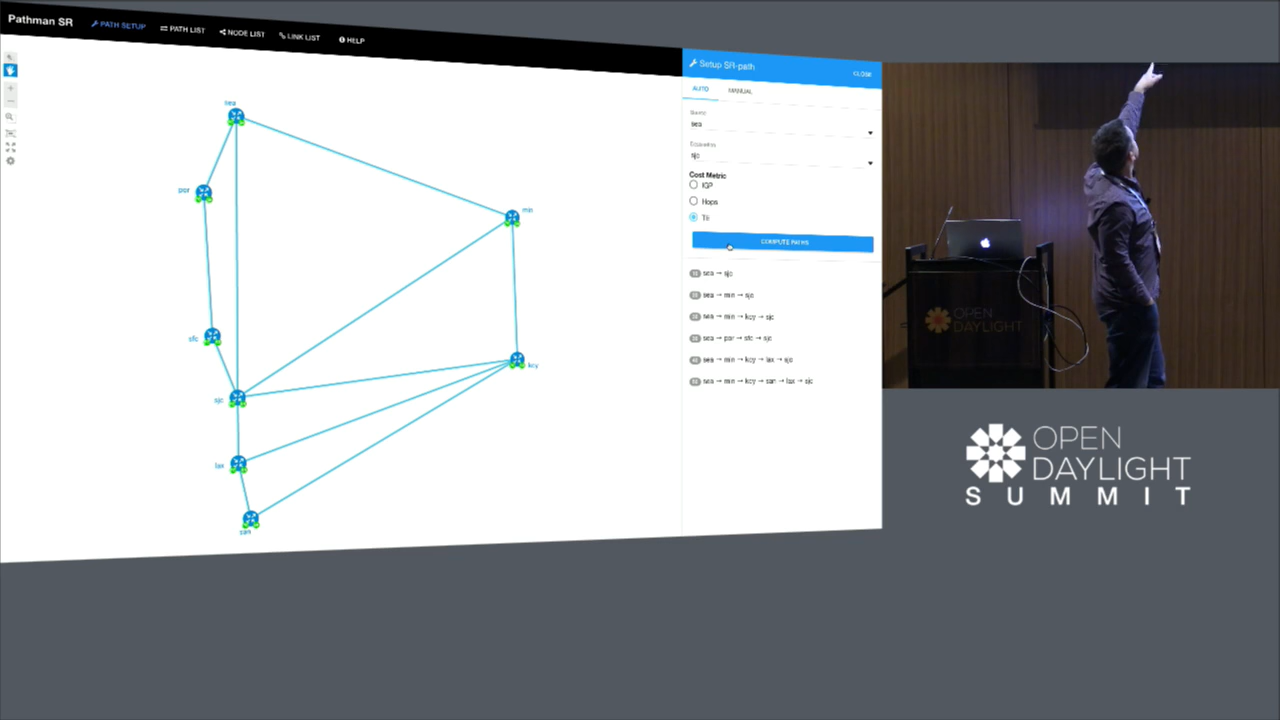 Pathman SR
PATH SETUP
PATH LIST
NODE LIST
LINK LIST
HELP
Setup SR-path
CLOSE
AUTO
MANUAL
sea
sjc
Cost Metric
IGP
Hops
TE
COMPUTE PATHS
sea → sjc
sea → min → sjc
sea → min → kcy → sjc
sea → por → sfc → sjc
sea → min → kcy → lax → sjc
sea → min → kcy → san → lax → sjc
sea
por
min
sfc
kcy
sjc
lax
san
OPEN
DAYLIGHT
OPEN
DAYLIGHT
SUMMIT